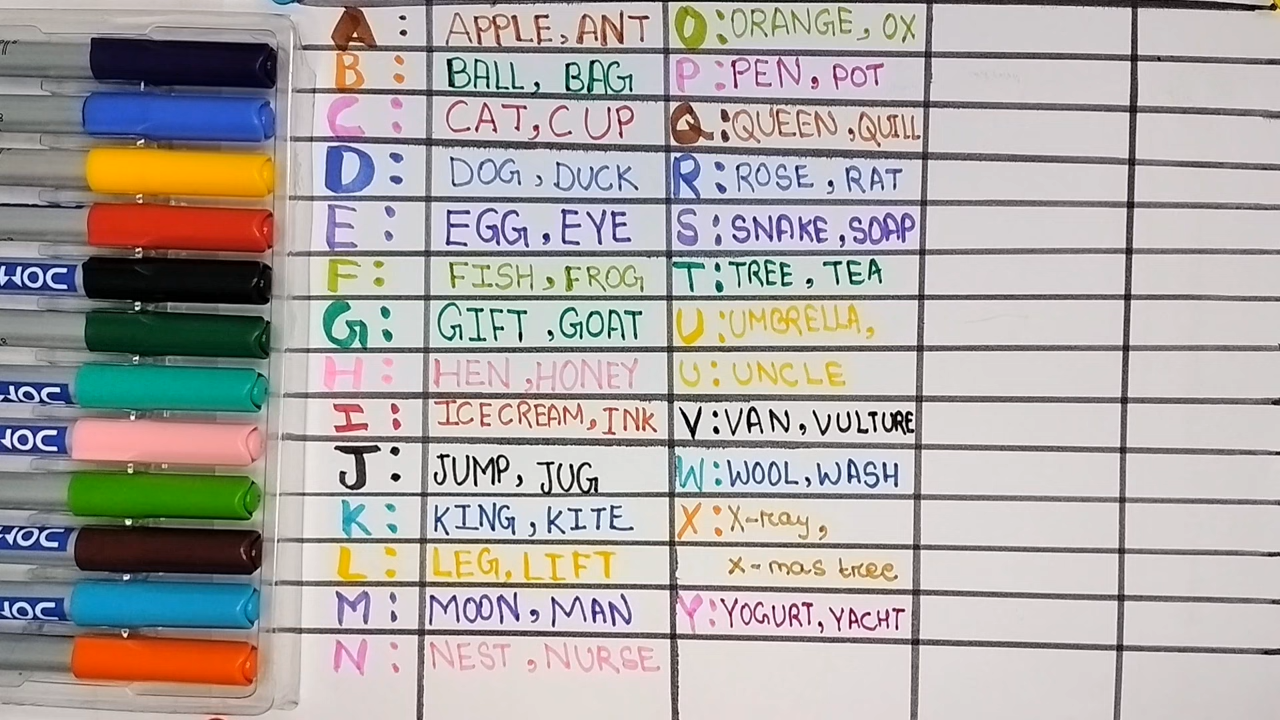 A : APPLE, ANT
B : BALL, BAG
C : CAT, CUP
D : DOG, DUCK
E : EGG, EYE
F : FISH, FROG
G : GIFT, GOAT
H : HEN, HONEY
I : ICECREAM, INK
J : JUMP, JUG
K : KING, KITE
L : LEG, LIFT
M : MOON, MAN
N : NEST, NURSE
O : ORANGE, OX
P : PEN, POT
Q : QUEEN, QUILL
R : ROSE, RAT
S : SNAKE, SOAP
T : TREE, TEA
U : UMBRELLA,
U : UNCLE
V : VAN, VULTURE
W : WOOL, WASH
X : X-ray,
X-mas tree
Y : YOGURT, YACHT